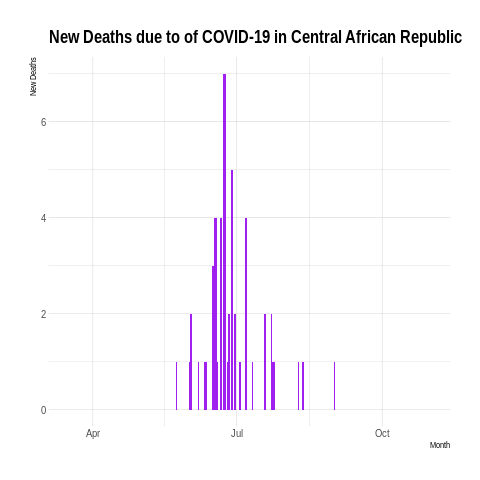 New Deaths due to of COVID-19 in Central African Republic
New Deaths
6
4
2
0
Apr
Jul
Oct
Month